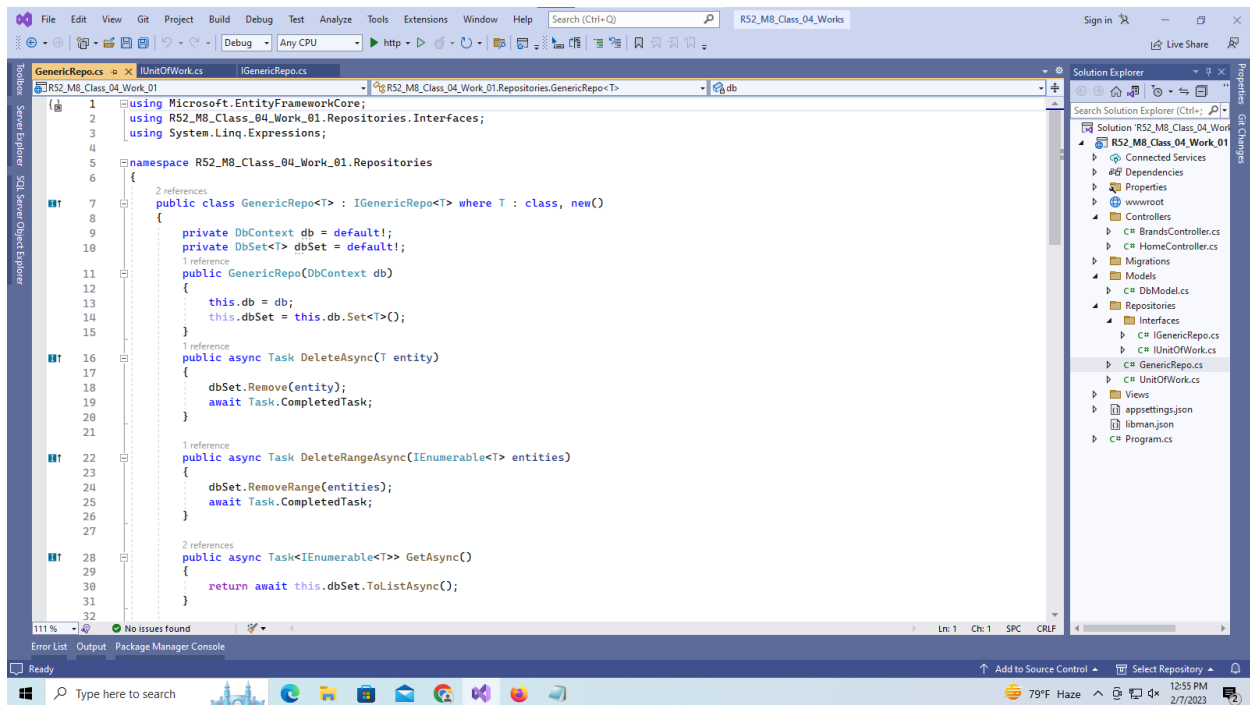 File Edit View Git Project Build Debug Test Analyze Tools Extensions Window Help Search (Ctrl+Q) R52_M8_Class_04_Works Sign in
Debug Any CPU http Live Share
GenericRepo.cs UnitOfWork.cs IGenericRepo.cs
R52_M8_Class_04_Work_01 R52_M8_Class_04_Work_01.Repositories.GenericRepo<T> db
1 using Microsoft.EntityFrameworkCore;
2 using R52_M8_Class_04_Work_01.Repositories.Interfaces;
3 using System.Linq.Expressions;
4
5 namespace R52_M8_Class_04_Work_01.Repositories
6 {
2 references
7 public class GenericRepo<T> : IGenericRepo<T> where T : class, new()
8 {
9 private DbContext db = default!;
10 private DbSet<T> dbSet = default!;
1 reference
11 public GenericRepo(DbContext db)
12 {
13 this.db = db;
14 this.dbSet = this.db.Set<T>();
15 }
1 reference
16 public async Task DeleteAsync(T entity)
17 {
18 dbSet.Remove(entity);
19 await Task.CompletedTask;
20 }
21
1 reference
22 public async Task DeleteRangeAsync(IEnumerable<T> entities)
23 {
24 dbSet.RemoveRange(entities);
25 await Task.CompletedTask;
26 }
27
2 references
28 public async Task<IEnumerable<T>> GetAsync()
29 {
30 return await this.dbSet.ToListAsync();
31 }
32
111 % No issues found Ln: 1 Ch: 1 SPC CRLF
Error List Output Package Manager Console
Toolbox
Server Explorer
SQL Server Object Explorer
Solution Explorer
Search Solution Explorer (Ctrl+;
Solution 'R52_M8_Class_04_Work
R52_M8_Class_04_Work_01
Connected Services
Dependencies
Properties
wwwroot
Controllers
C# BrandsController.cs
C# HomeController.cs
Migrations
Models
C# DbModel.cs
Repositories
Interfaces
C# IGenericRepo.cs
C# IUnitOfWork.cs
C# GenericRepo.cs
C# UnitOfWork.cs
Views
appsettings.json
libman.json
C# Program.cs
Properties
Git Changes
Ready Add to Source Control Select Repository
Type here to search 79°F Haze 12:55 PM
2/7/2023
2